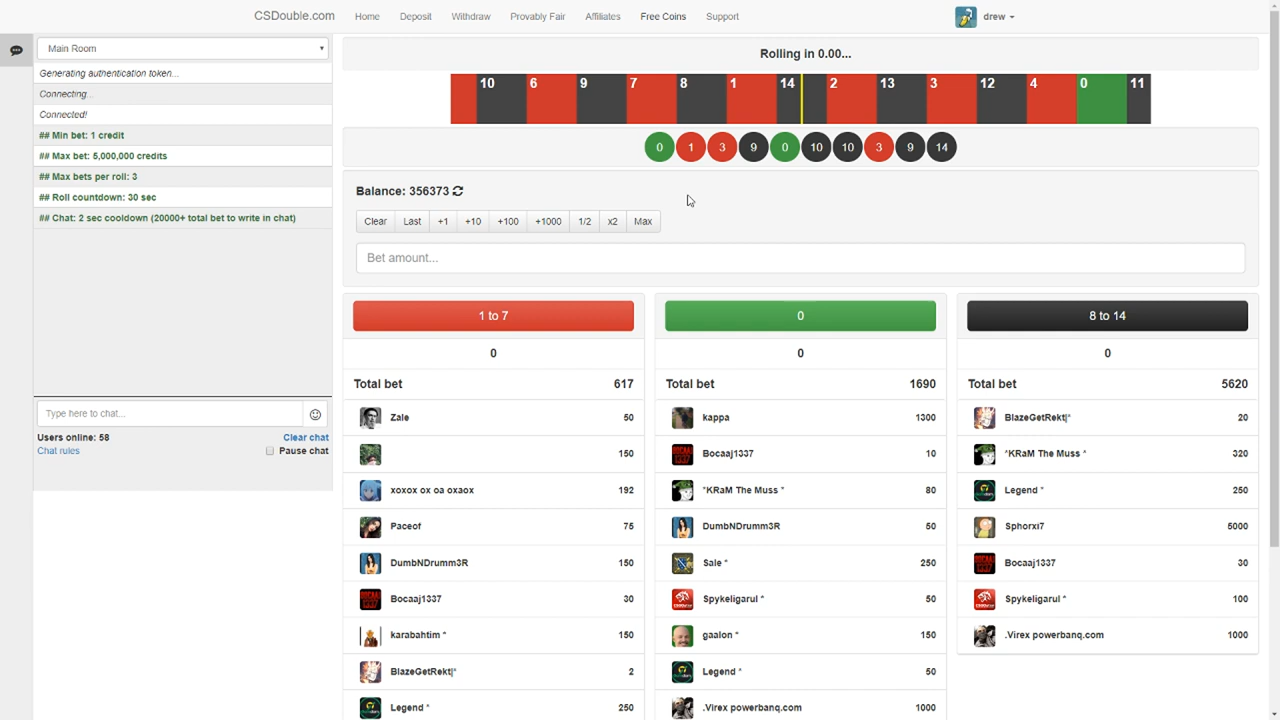 CSDouble.com Home Deposit Withdraw Provably Fair Affiliates Free Coins Support drew
Main Room
Generating authentication token...
Connecting...
Connected!
## Min bet: 1 credit
## Max bet: 5,000,000 credits
## Max bets per roll: 3
## Roll countdown: 30 sec
## Chat: 2 sec cooldown (20000+ total bet to write in chat)
Type here to chat...
Users online: 58 Clear chat
Chat rules Pause chat
Rolling in 0.00...
10 6 9 7 8 1 14 2 13 3 12 4 0 11
0 1 3 9 0 10 10 3 9 14
Balance: 356373
Clear Last +1 +10 +100 +1000 1/2 x2 Max
Bet amount...
1 to 7
0
Total bet 617
Zale 50
150
xoxox ox oa oxaox 192
Paceof 75
DumbNDrumm3R 150
Bocaaj1337 30
karabahtim * 150
BlazeGetRekt|* 2
Legend * 250
0
0
Total bet 1690
kappa 1300
Bocaaj1337 10
*KRaM The Muss * 80
DumbNDrumm3R 50
Sale * 250
Spykeligarul * 50
gaalon * 150
Legend * 50
.Virex powerbanq.com 1000
8 to 14
0
Total bet 5620
BlazeGetRekt|* 20
*KRaM The Muss * 320
Legend * 250
Sphorxi7 5000
Bocaaj1337 30
Spykeligarul * 100
.Virex powerbanq.com 1000